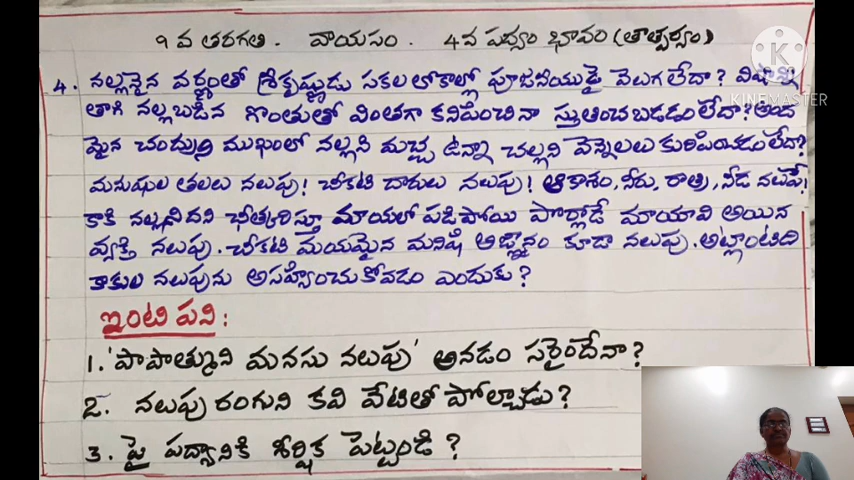 9 వ తరగతి. వాయసం. 4వ పద్యం భావం (తాత్పర్యం)
4. నల్లనైన వర్ణంతో శ్రీకృష్ణుడు సకల లోకాల్లో పూజనీయుడై వెలుగలేదా? విషాన్ని
తాగి నల్లబడిన గొంతుతో వింతగా కనిపించినా స్తుతించబడడంలేదా? అంద
మైన చంద్రుని ముఖంలో నల్లని మచ్చ ఉన్నా చల్లని వెన్నెలలు కురిపించడంలేదా?
మనుషుల తలలు నలుపు! చీకటి దారులు నలుపు! ఆకాశం, నీరు, రాత్రి, నీడ నలుపే!
కాకి నల్లనిదని ఛీత్కరిస్తూ మాయలో పడిపోయి పొర్లాడే మాయావి అయిన
వ్యక్తి నలుపు. చీకటి మయమైన మనిషి అజ్ఞానం కూడా నలుపు. అట్లాంటిది
కాకుల నలుపును అసహ్యించుకోవడం ఎందుకు?
ఇంటి పని:
1. 'పాపాత్ముని మనసు నలుపు' అనడం సరైందేనా?
2. నలుపు రంగుని కవి వేటితో పోల్చాడు?
3. పై పద్యానికి శీర్షిక పెట్టండి?
KINEMASTER